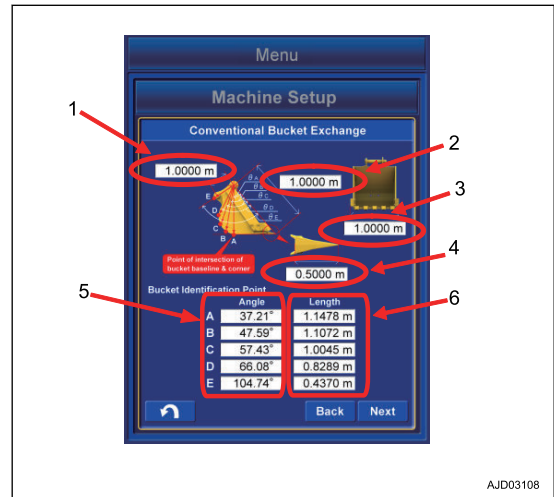 Menu
Machine Setup
Conventional Bucket Exchange
1
2
3
4
5
6
1.0000 m
1.0000 m
1.0000 m
0.5000 m
θ A
θ B
θ C
θ D
θ E
E
D
C
B A
Point of intersection of
bucket baseline & corner
Bucket Identification Point
Angle Length
A 37.21° 1.1478 m
B 47.59° 1.1072 m
C 57.43° 1.0045 m
D 66.08° 0.8289 m
E 104.74° 0.4370 m
Back Next
AJD03108